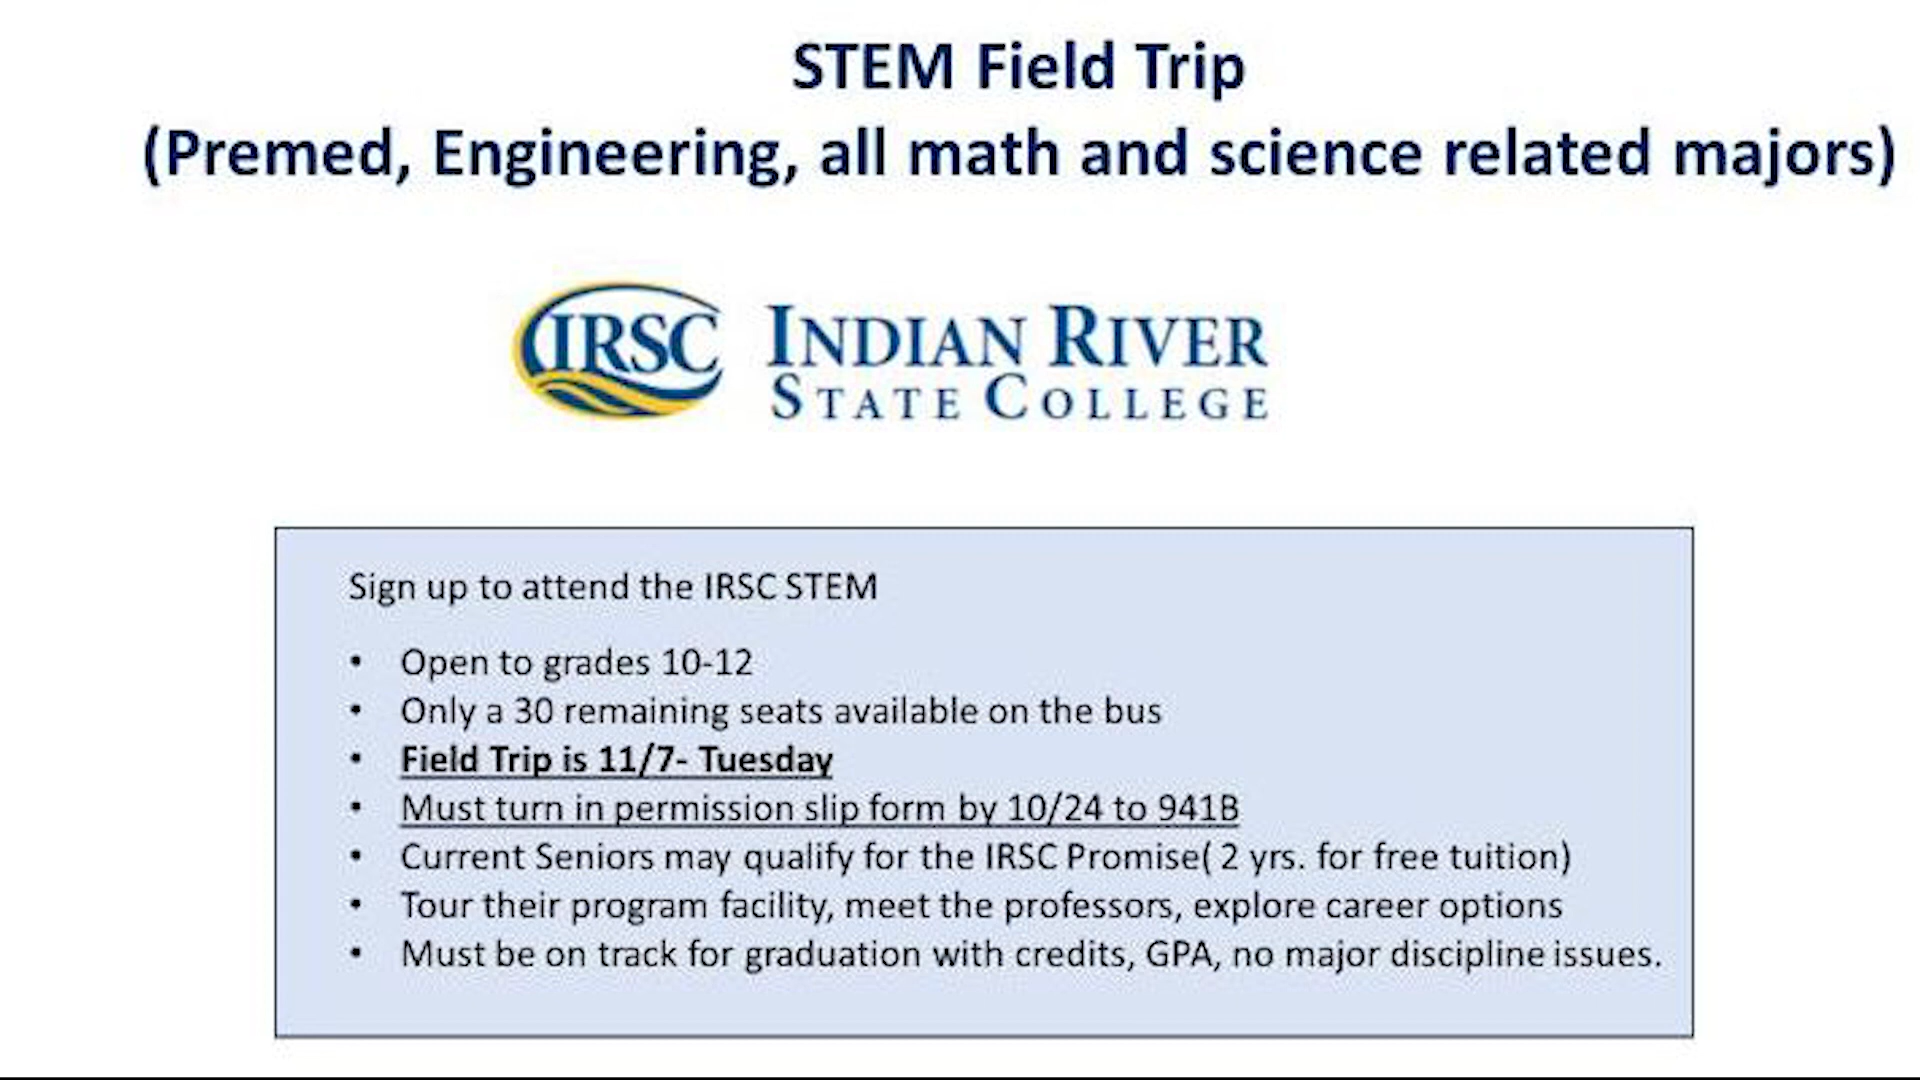 STEM Field Trip
(Premed, Engineering, all math and science related majors)
IRSC INDIAN RIVER
STATE COLLEGE
Sign up to attend the IRSC STEM
• Open to grades 10-12
• Only a 30 remaining seats available on the bus
• Field Trip is 11/7- Tuesday
• Must turn in permission slip form by 10/24 to 941B
• Current Seniors may qualify for the IRSC Promise( 2 yrs. for free tuition)
• Tour their program facility, meet the professors, explore career options
• Must be on track for graduation with credits, GPA, no major discipline issues.